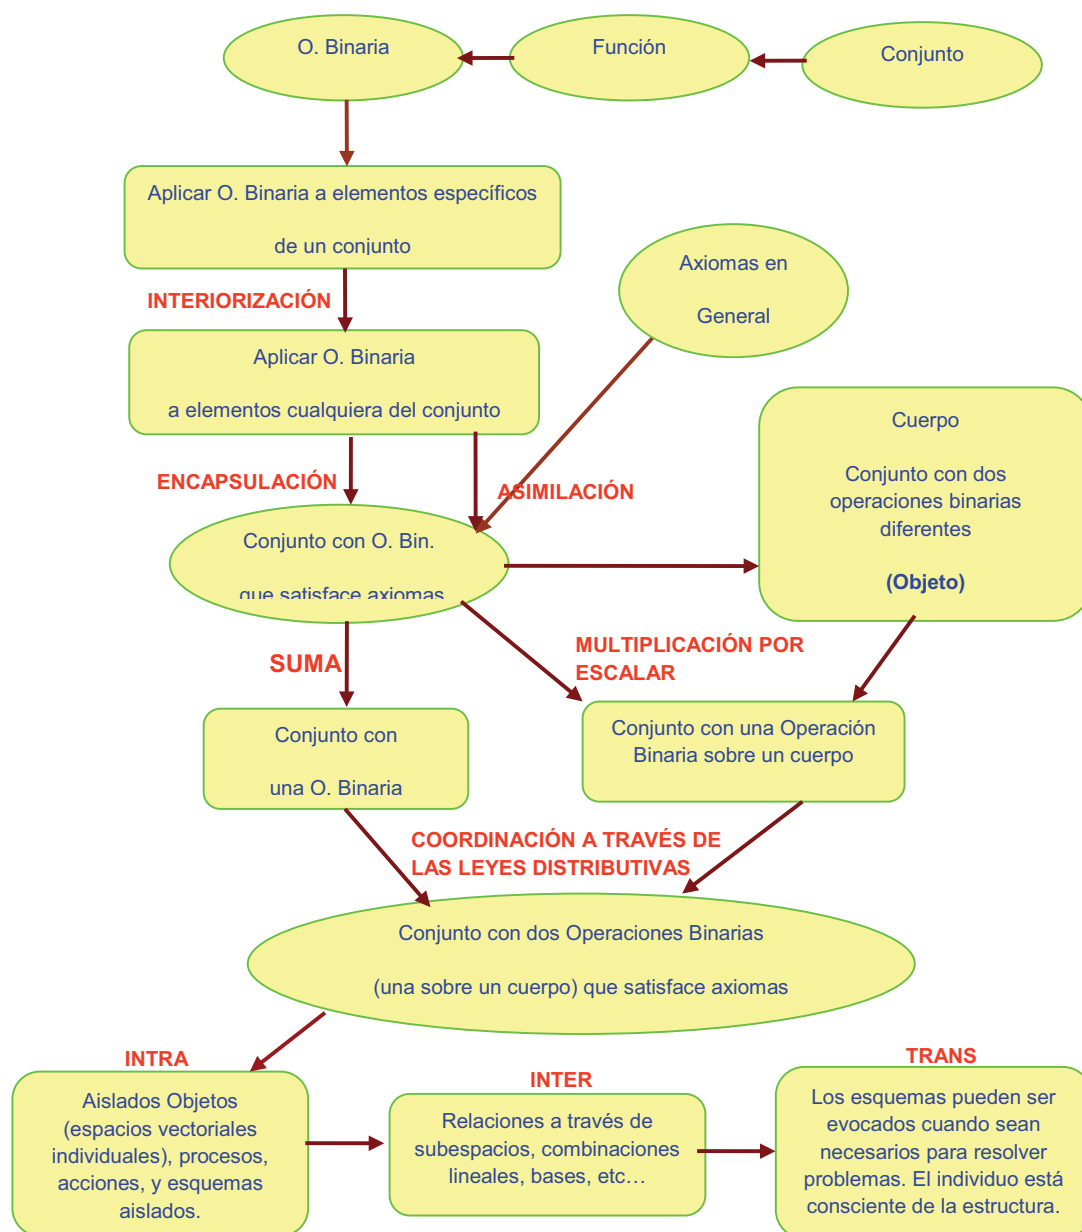 O. Binaria
Función
Conjunto
Aplicar O. Binaria a elementos específicos
de un conjunto
INTERIORIZACIÓN
Axiomas en
General
Aplicar O. Binaria
a elementos cualquiera del conjunto
Cuerpo
Conjunto con dos
operaciones binarias
diferentes
(Objeto)
ENCAPSULACIÓN
ASIMILACIÓN
Conjunto con O. Bin.
que satisface axiomas
SUMA
MULTIPLICACIÓN POR
ESCALAR
Conjunto con
una O. Binaria
Conjunto con una Operación
Binaria sobre un cuerpo
COORDINACIÓN A TRAVÉS DE
LAS LEYES DISTRIBUTIVAS
Conjunto con dos Operaciones Binarias
(una sobre un cuerpo) que satisface axiomas
INTRA
Aislados Objetos
(espacios vectoriales
individuales), procesos,
acciones, y esquemas
aislados.
INTER
Relaciones a través de
subespacios, combinaciones
lineales, bases, etc…
TRANS
Los esquemas pueden ser
evocados cuando sean
necesarios para resolver
problemas. El individuo está
consciente de la estructura.